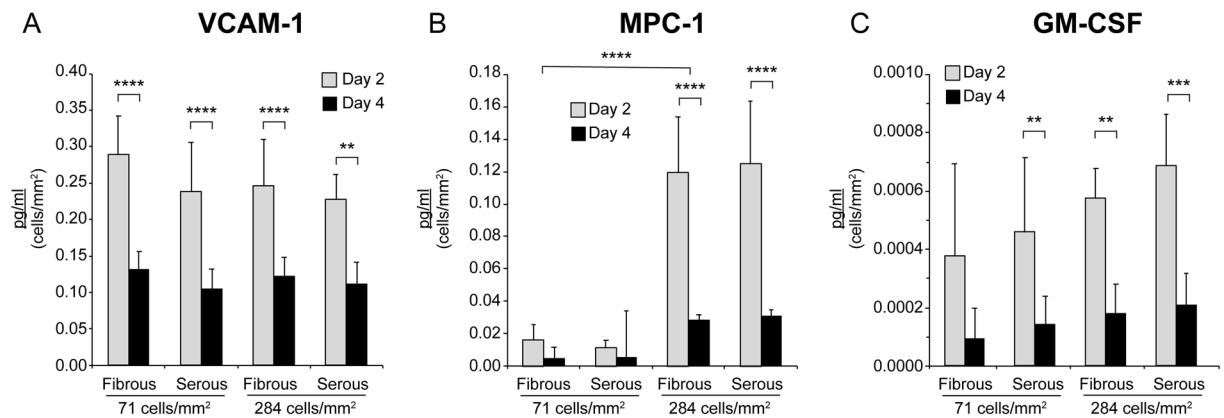 A
VCAM-1
0.40
0.35
0.30
0.25
0.20
0.15
0.10
0.05
0.00
pg/ml
(cells/mm²)
Day 2
Day 4
****
****
****
**
Fibrous Serous Fibrous Serous
71 cells/mm² 284 cells/mm²
B
MPC-1
0.18
0.16
0.14
0.12
0.10
0.08
0.06
0.04
0.02
0.00
pg/ml
(cells/mm²)
Day 2
Day 4
****
****
****
Fibrous Serous Fibrous Serous
71 cells/mm² 284 cells/mm²
C
GM-CSF
0.0010
0.0008
0.0006
0.0004
0.0002
0.0000
pg/ml
(cells/mm²)
Day 2
Day 4
**
**
***
Fibrous Serous Fibrous Serous
71 cells/mm² 284 cells/mm²